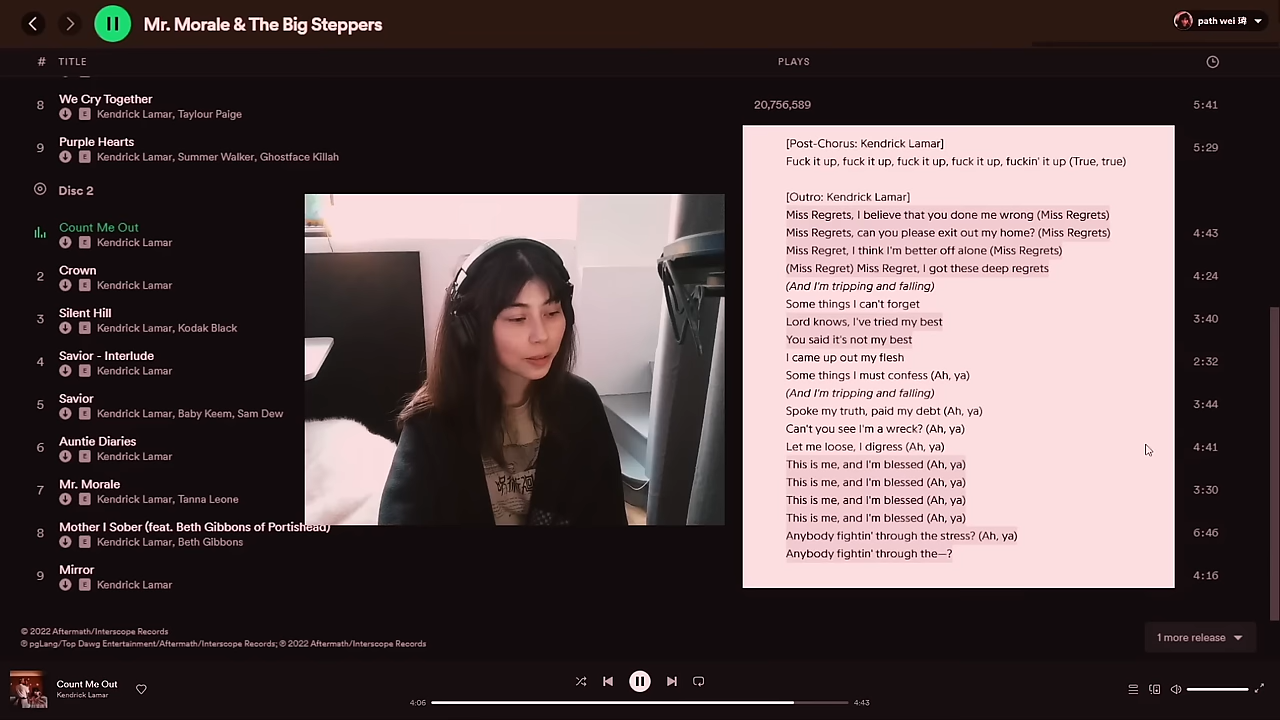 Mr. Morale & The Big Steppers
path wei 瑋
# TITLE PLAYS
8 We Cry Together 20,756,589 5:41
E Kendrick Lamar, Taylour Paige
9 Purple Hearts 5:29
E Kendrick Lamar, Summer Walker, Ghostface Killah
Disc 2
Count Me Out 4:43
E Kendrick Lamar
2 Crown 4:24
E Kendrick Lamar
3 Silent Hill 3:40
E Kendrick Lamar, Kodak Black
4 Savior - Interlude 2:32
E Kendrick Lamar
5 Savior 3:44
E Kendrick Lamar, Baby Keem, Sam Dew
6 Auntie Diaries 4:41
E Kendrick Lamar
7 Mr. Morale 3:30
E Kendrick Lamar, Tanna Leone
8 Mother I Sober (feat. Beth Gibbons of Portishead) 6:46
E Kendrick Lamar, Beth Gibbons
9 Mirror 4:16
E Kendrick Lamar
[Post-Chorus: Kendrick Lamar]
Fuck it up, fuck it up, fuck it up, fuck it up, fuckin' it up (True, true)
[Outro: Kendrick Lamar]
Miss Regrets, I believe that you done me wrong (Miss Regrets)
Miss Regrets, can you please exit out my home? (Miss Regrets)
Miss Regret, I think I'm better off alone (Miss Regrets)
(Miss Regret) Miss Regret, I got these deep regrets
(And I'm tripping and falling)
Some things I can't forget
Lord knows, I've tried my best
You said it's not my best
I came up out my flesh
Some things I must confess (Ah, ya)
(And I'm tripping and falling)
Spoke my truth, paid my debt (Ah, ya)
Can't you see I'm a wreck? (Ah, ya)
Let me loose, I digress (Ah, ya)
This is me, and I'm blessed (Ah, ya)
This is me, and I'm blessed (Ah, ya)
This is me, and I'm blessed (Ah, ya)
This is me, and I'm blessed (Ah, ya)
Anybody fightin' through the stress? (Ah, ya)
Anybody fightin' through the—?
© 2022 Aftermath/Interscope Records
℗ pgLang/Top Dawg Entertainment/Aftermath/Interscope Records; ℗ 2022 Aftermath/Interscope Records
1 more release
Count Me Out
Kendrick Lamar
4:06 4:43